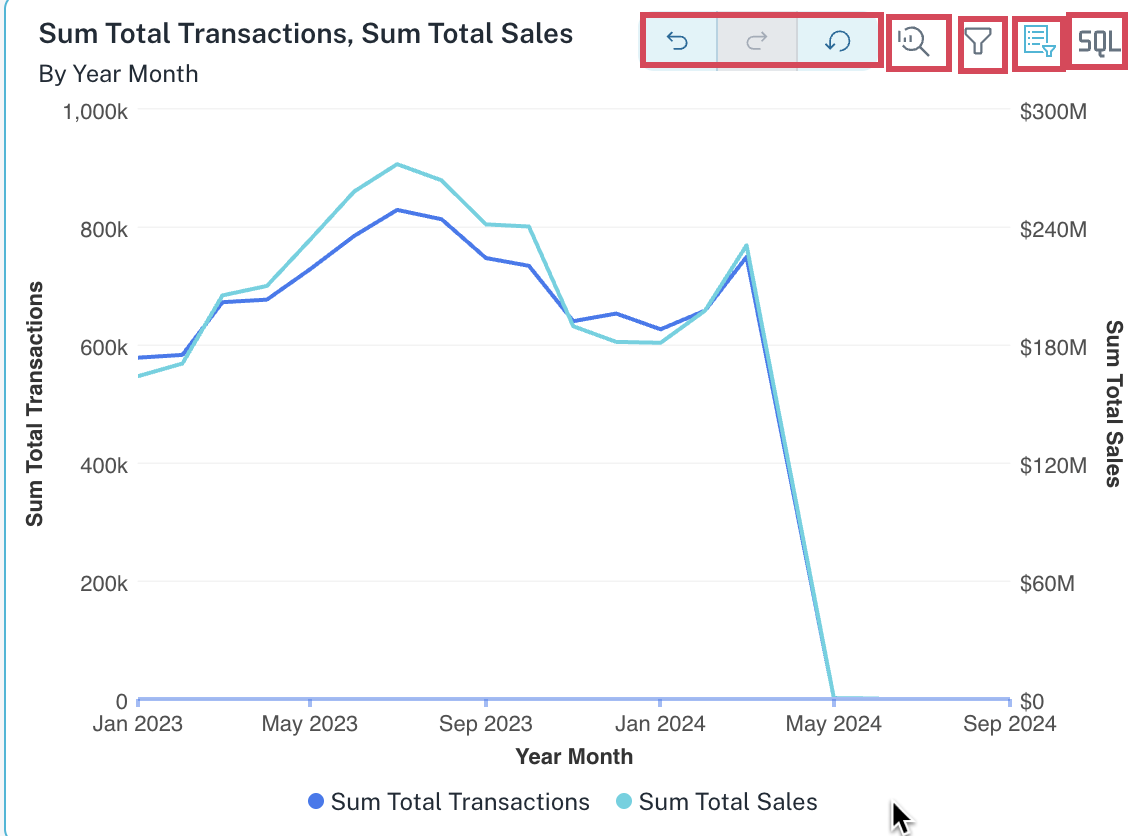 Sum Total Transactions, Sum Total Sales
SQL
By Year Month
1,000k
$300M
800k
$240M
600k
$180M
400k
$120M
200k
$60M
0
$0
Sum Total Transactions
Sum Total Sales
Jan 2023 May 2023 Sep 2023 Jan 2024 May 2024 Sep 2024
Year Month
Sum Total Transactions Sum Total Sales